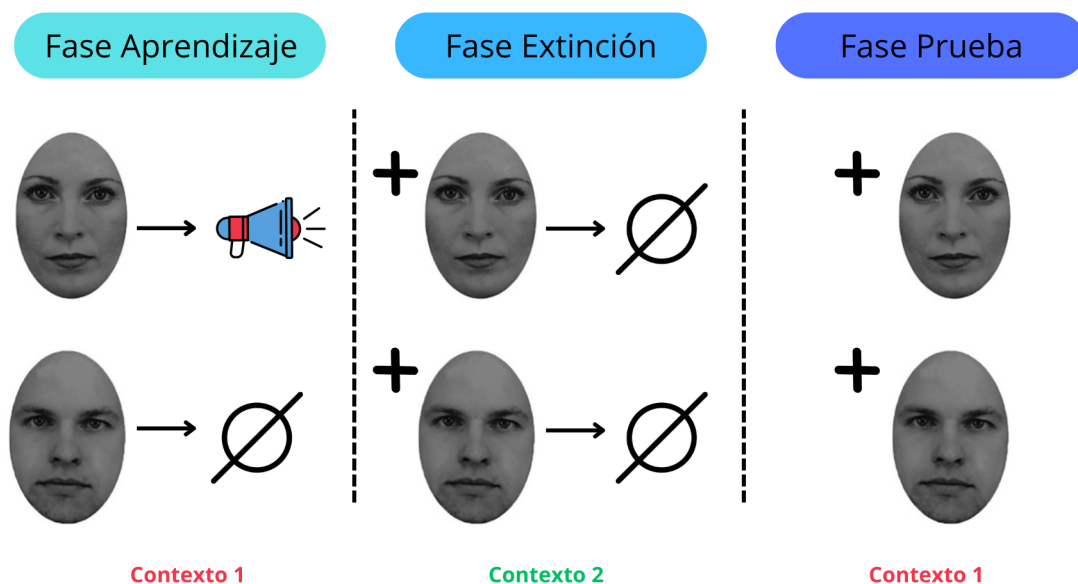 Fase Aprendizaje
Fase Extinción
Fase Prueba
Contexto 1
Contexto 2
Contexto 1